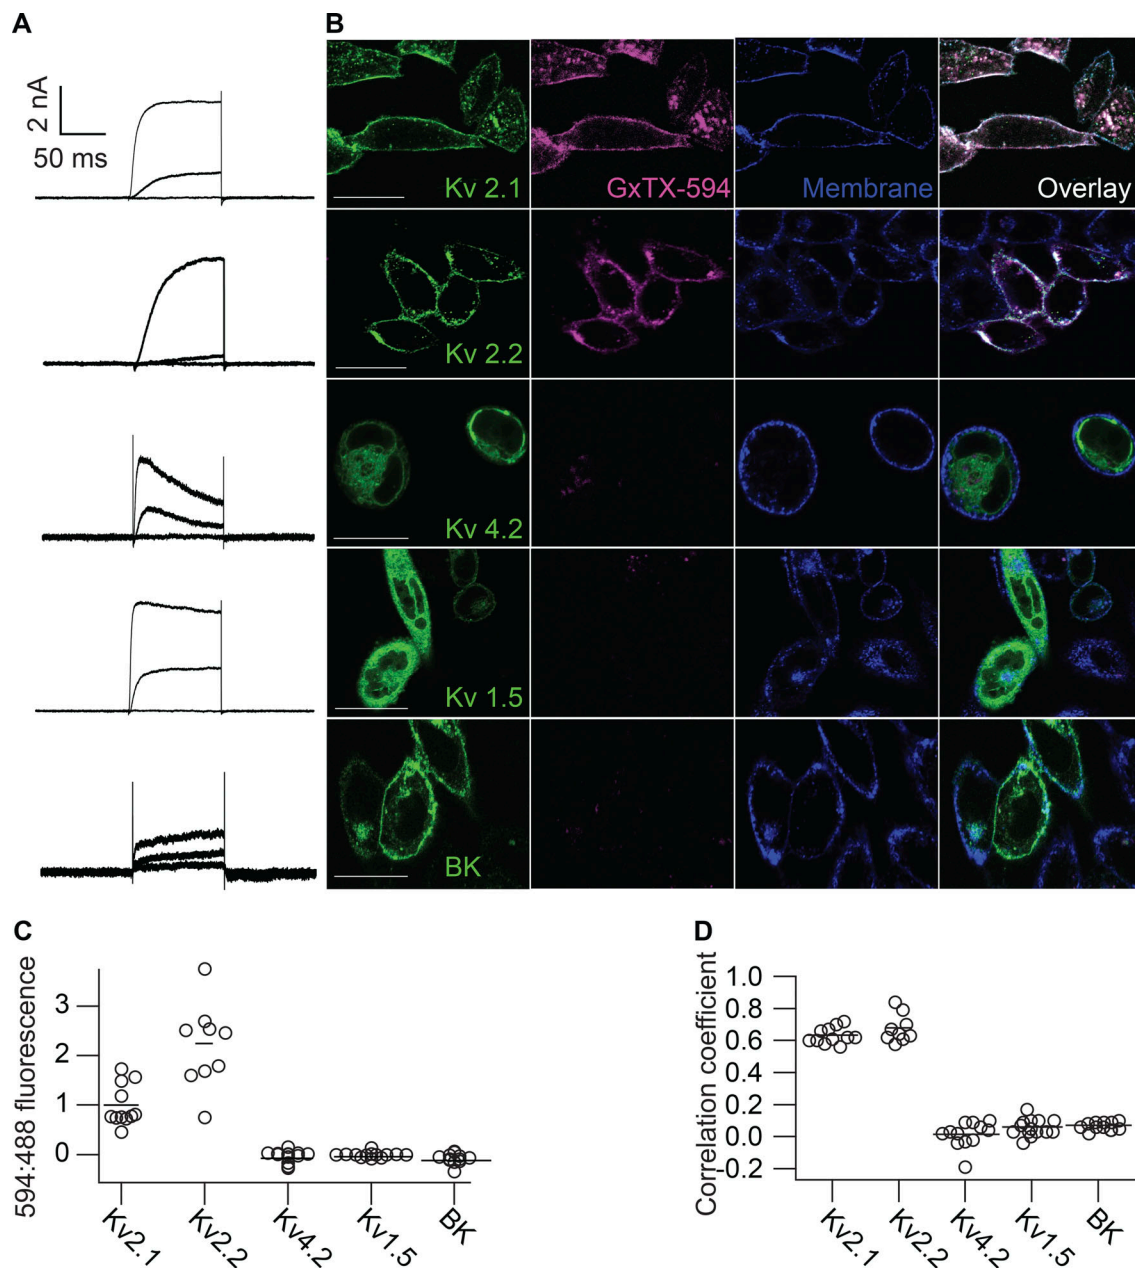 A
B
2 nA
50 ms
Kv 2.1
GxTX-594
Membrane
Overlay
Kv 2.2
Kv 4.2
Kv 1.5
BK
C
594:488 fluorescence
3
2
1
0
Kv2.1
Kv2.2
Kv4.2
Kv1.5
BK
D
Correlation coefficient
1.0
0.8
0.6
0.4
0.2
0.0
-0.2
Kv2.1
Kv2.2
Kv4.2
Kv1.5
BK